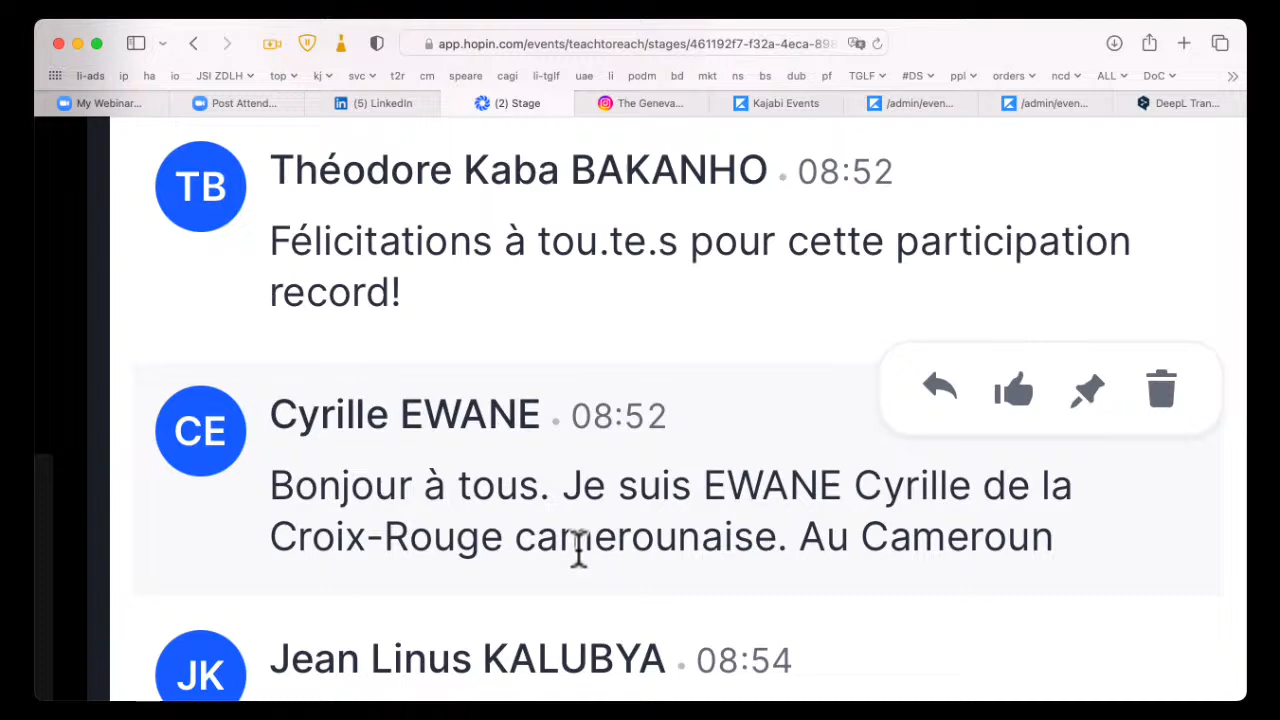 app.hopin.com/events/teachtoreach/stages/461192f7-f32a-4eca-898
li-ads ip ha io JSI ZDLH top kj svc t2r cm speare cagi li-tglf uae li podm bd mkt ns bs dub pf TGLF #DS ppl orders ncd ALL DoC
My Webinar... Post Attend... (5) LinkedIn (2) Stage The Geneva... Kajabi Events /admin/even... /admin/even... DeepL Tran...
TB Théodore Kaba BAKANHO • 08:52
Félicitations à tou.te.s pour cette participation
record!
CE Cyrille EWANE • 08:52
Bonjour à tous. Je suis EWANE Cyrille de la
Croix-Rouge camerounaise. Au Cameroun
JK Jean Linus KALUBYA • 08:54